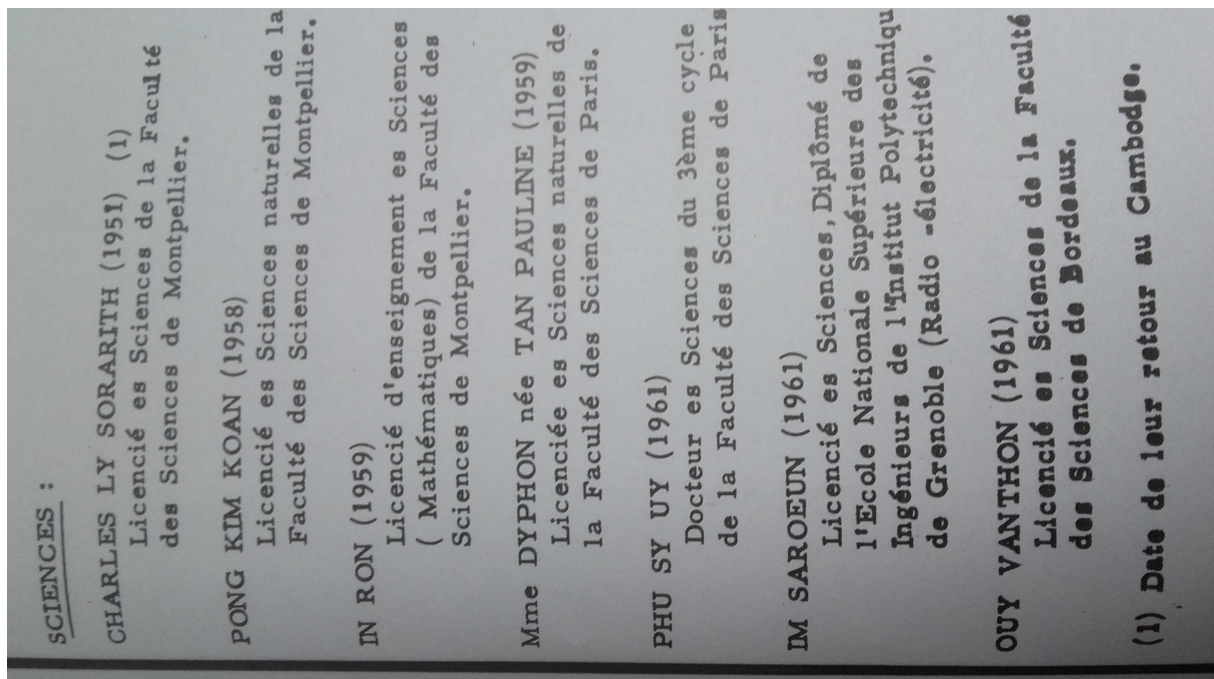 SCIENCES :
CHARLES LY SORARITH (1951) (1)
Licencié es Sciences de la Faculté
des Sciences de Montpellier.
PONG KIM KOAN (1958)
Licencié es Sciences naturelles de la
Faculté des Sciences de Montpellier.
IN RON (1959)
Licencié d'enseignement es Sciences
( Mathématiques) de la Faculté des
Sciences de Montpellier.
Mme DYPHON née TAN PAULINE (1959)
Licenciée es Sciences naturelles de
la Faculté des Sciences de Paris.
PHU SY UY (1961)
Docteur es Sciences du 3ème cycle
de la Faculté des Sciences de Paris
IM SAROEUN (1961)
Licencié es Sciences, Diplômé de
l'Ecole Nationale Supérieure des
Ingénieurs de l'Institut Polytechniqu
de Grenoble (Radio -électricité).
OUY VANTHON (1961)
Licencié es Sciences de la Faculté
des Sciences de Bordeaux.
(1) Date de leur retour au Cambodge.